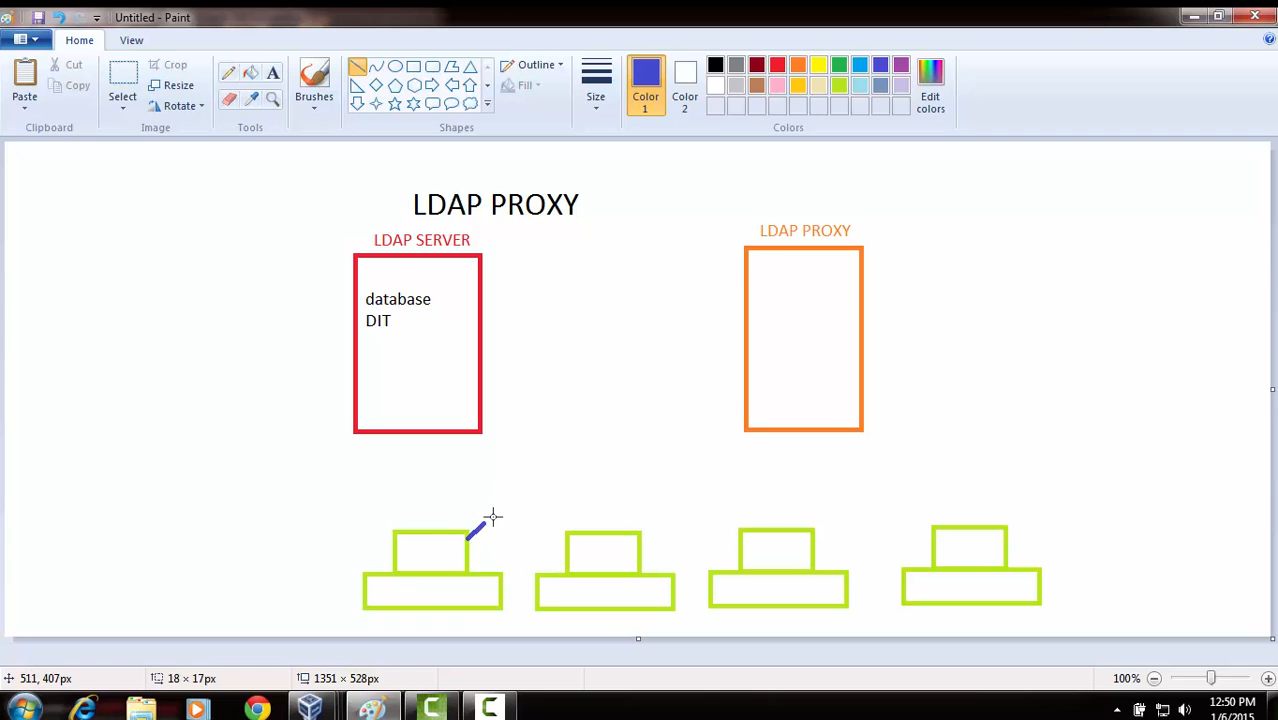 Untitled - Paint
Home
View
Paste
Cut
Copy
Clipboard
Select
Crop
Resize
Rotate
Image
A
Tools
Brushes
Outline
Fill
Shapes
Size
Color 1
Color 2
Edit colors
Colors
LDAP PROXY
LDAP SERVER
LDAP PROXY
database
DIT
511, 407px
18 × 17px
1351 × 528px
100%
12:50 PM
1/6/2015